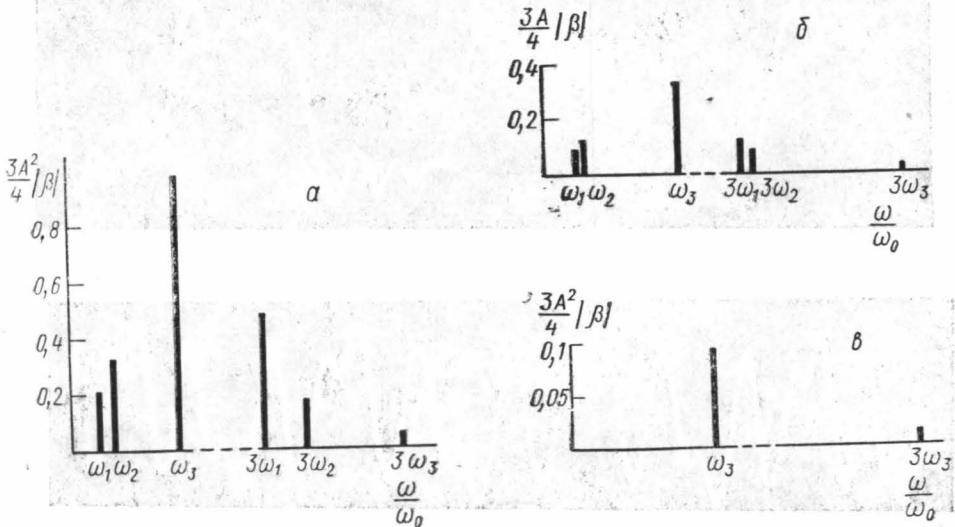 3A²/4 |β|
а
0,8
0,6
0,4
0,2
ω₁ ω₂ ω₃ 3ω₁ 3ω₂ 3ω₃
ω/ω₀
3A/4 |β|
б
0,4
0,2
ω₁ ω₂ ω₃ 3ω₁ 3ω₂ 3ω₃
ω/ω₀
3A²/4 |β|
в
0,1
0,05
ω₃ 3ω₃
ω/ω₀